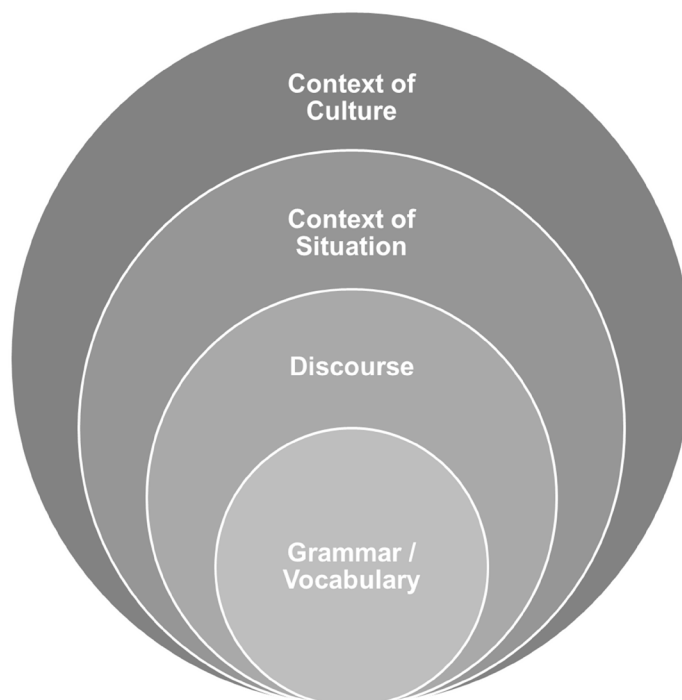 Context of
Culture
Context of
Situation
Discourse
Grammar /
Vocabulary